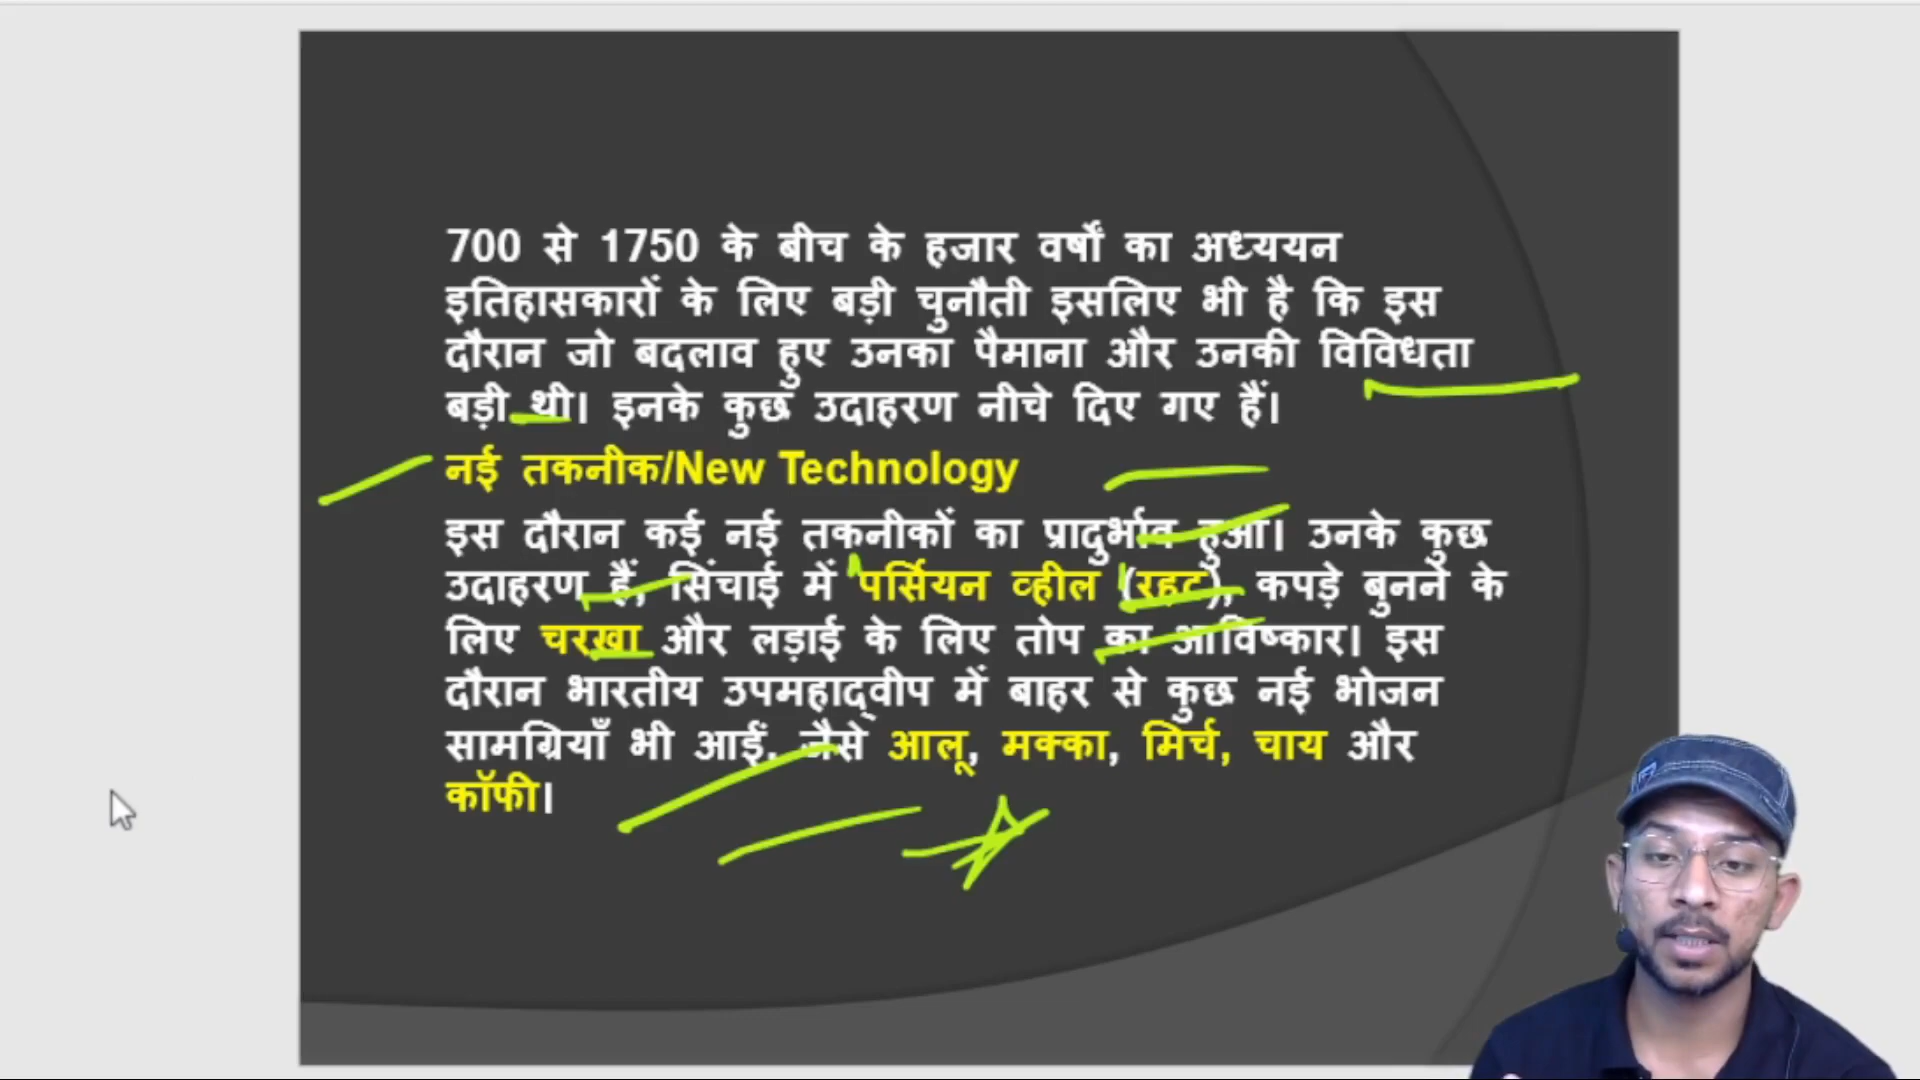 700 से 1750 के बीच के हजार वर्षों का अध्ययन
इतिहासकारों के लिए बड़ी चुनौती इसलिए भी है कि इस
दौरान जो बदलाव हुए उनका पैमाना और उनकी विविधता
बड़ी थी। इनके कुछ उदाहरण नीचे दिए गए हैं।
नई तकनीक/New Technology
इस दौरान कई नई तकनीकों का प्रादुर्भाव हुआ। उनके कुछ
उदाहरण हैं, सिंचाई में पर्सियन व्हील (रहट), कपड़े बुनने के
लिए चरखा और लड़ाई के लिए तोप का आविष्कार। इस
दौरान भारतीय उपमहाद्वीप में बाहर से कुछ नई भोजन
सामग्रियाँ भी आईं, जैसे आलू, मक्का, मिर्च, चाय और
कॉफी।